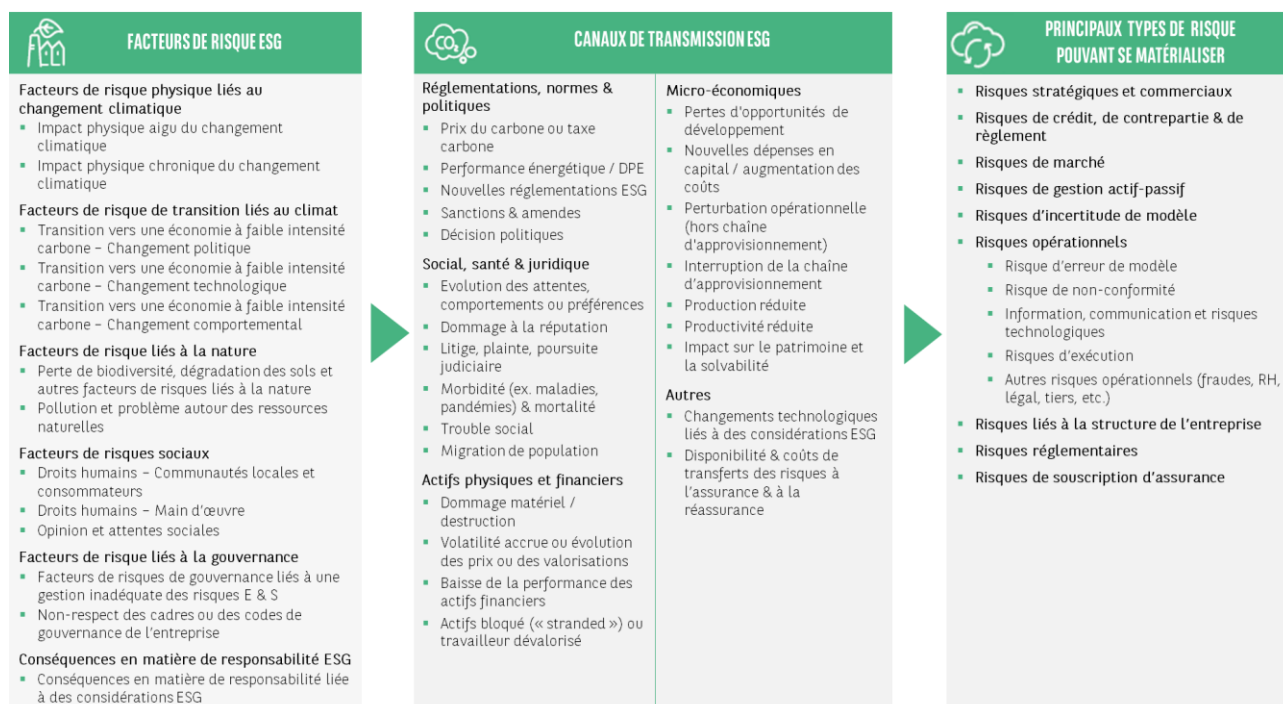 FACTEURS DE RISQUE ESG
Facteurs de risque physique liés au
changement climatique
▪ Impact physique aigu du changement
climatique
▪ Impact physique chronique du changement
climatique
Facteurs de risque de transition liés au climat
▪ Transition vers une économie à faible intensité
carbone – Changement politique
▪ Transition vers une économie à faible intensité
carbone – Changement technologique
▪ Transition vers une économie à faible intensité
carbone – Changement comportemental
Facteurs de risque liés à la nature
▪ Perte de biodiversité, dégradation des sols et
autres facteurs de risques liés à la nature
▪ Pollution et problème autour des ressources
naturelles
Facteurs de risques sociaux
▪ Droits humains – Communautés locales et
consommateurs
▪ Droits humains – Main d'œuvre
▪ Opinion et attentes sociales
Facteurs de risque liés à la gouvernance
▪ Facteurs de risques de gouvernance liés à une
gestion inadéquate des risques E & S
▪ Non-respect des cadres ou des codes de
gouvernance de l'entreprise
Conséquences en matière de responsabilité ESG
▪ Conséquences en matière de responsabilité liée
à des considérations ESG
CO₂
CANAUX DE TRANSMISSION ESG
Réglementations, normes &
politiques
▪ Prix du carbone ou taxe
carbone
▪ Performance énergétique / DPE
▪ Nouvelles réglementations ESG
▪ Sanctions & amendes
▪ Décision politiques
Social, santé & juridique
▪ Evolution des attentes,
comportements ou préférences
▪ Dommage à la réputation
▪ Litige, plainte, poursuite
judiciaire
▪ Morbidité (ex. maladies,
pandémies) & mortalité
▪ Trouble social
▪ Migration de population
Actifs physiques et financiers
▪ Dommage matériel /
destruction
▪ Volatilité accrue ou évolution
des prix ou des valorisations
▪ Baisse de la performance des
actifs financiers
▪ Actifs bloqué (« stranded ») ou
travailleur dévalorisé
Micro-économiques
▪ Pertes d'opportunités de
développement
▪ Nouvelles dépenses en
capital / augmentation des
coûts
▪ Perturbation opérationnelle
(hors chaîne
d'approvisionnement)
▪ Interruption de la chaîne
d'approvisionnement
▪ Production réduite
▪ Productivité réduite
▪ Impact sur le patrimoine et
la solvabilité
Autres
▪ Changements technologiques
liés à des considérations ESG
▪ Disponibilité & coûts de
transferts des risques à
l'assurance & à la
réassurance
PRINCIPAUX TYPES DE RISQUE
POUVANT SE MATÉRIALISER
▪ Risques stratégiques et commerciaux
▪ Risques de crédit, de contrepartie & de
règlement
▪ Risques de marché
▪ Risques de gestion actif-passif
▪ Risques d'incertitude de modèle
▪ Risques opérationnels
▪ Risque d'erreur de modèle
▪ Risque de non-conformité
▪ Information, communication et risques
technologiques
▪ Risques d'exécution
▪ Autres risques opérationnels (fraudes, RH,
légal, tiers, etc.)
▪ Risques liés à la structure de l'entreprise
▪ Risques réglementaires
▪ Risques de souscription d'assurance